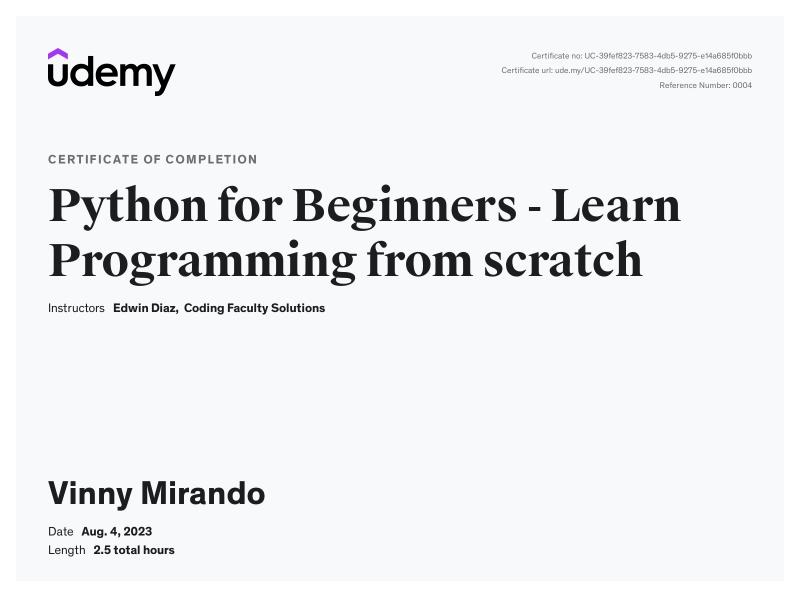 udemy
Certificate no: UC-39fef823-7583-4db5-9275-e14a685f0bbb
Certificate url: ude.my/UC-39fef823-7583-4db5-9275-e14a685f0bbb
Reference Number: 0004
CERTIFICATE OF COMPLETION
Python for Beginners - Learn
Programming from scratch
Instructors Edwin Diaz, Coding Faculty Solutions
Vinny Mirando
Date Aug. 4, 2023
Length 2.5 total hours